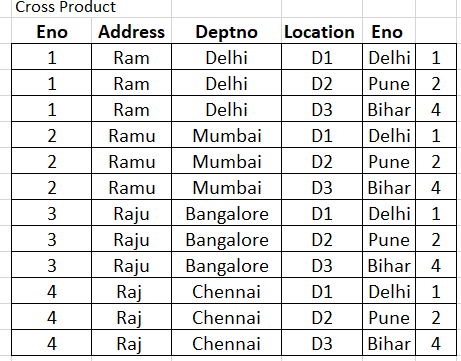 Cross Product
Eno Address Deptno Location Eno
1 Ram Delhi D1 Delhi 1
1 Ram Delhi D2 Pune 2
1 Ram Delhi D3 Bihar 4
2 Ramu Mumbai D1 Delhi 1
2 Ramu Mumbai D2 Pune 2
2 Ramu Mumbai D3 Bihar 4
3 Raju Bangalore D1 Delhi 1
3 Raju Bangalore D2 Pune 2
3 Raju Bangalore D3 Bihar 4
4 Raj Chennai D1 Delhi 1
4 Raj Chennai D2 Pune 2
4 Raj Chennai D3 Bihar 4